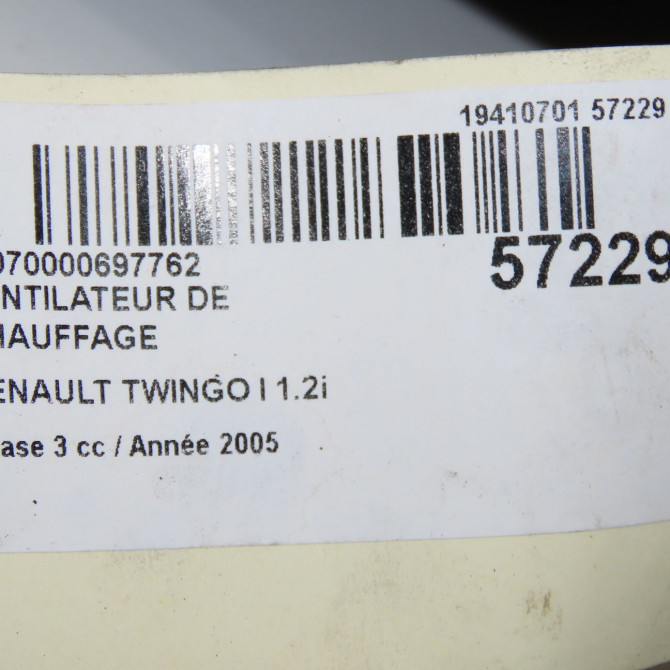 19410701 57229
070000697762
57229
NTILATEUR DE
HAUFFAGE
ENAULT TWINGO I 1.2i
ase 3 cc / Année 2005